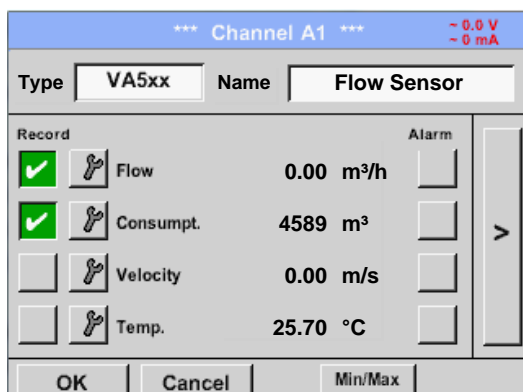 *** Channel A1 ***
~ 0.0 V
~ 0 mA
Type VA5xx Name Flow Sensor
Record Alarm
Flow 0.00 m³/h
Consumpt. 4589 m³
>
Velocity 0.00 m/s
Temp. 25.70 °C
OK Cancel Min/Max